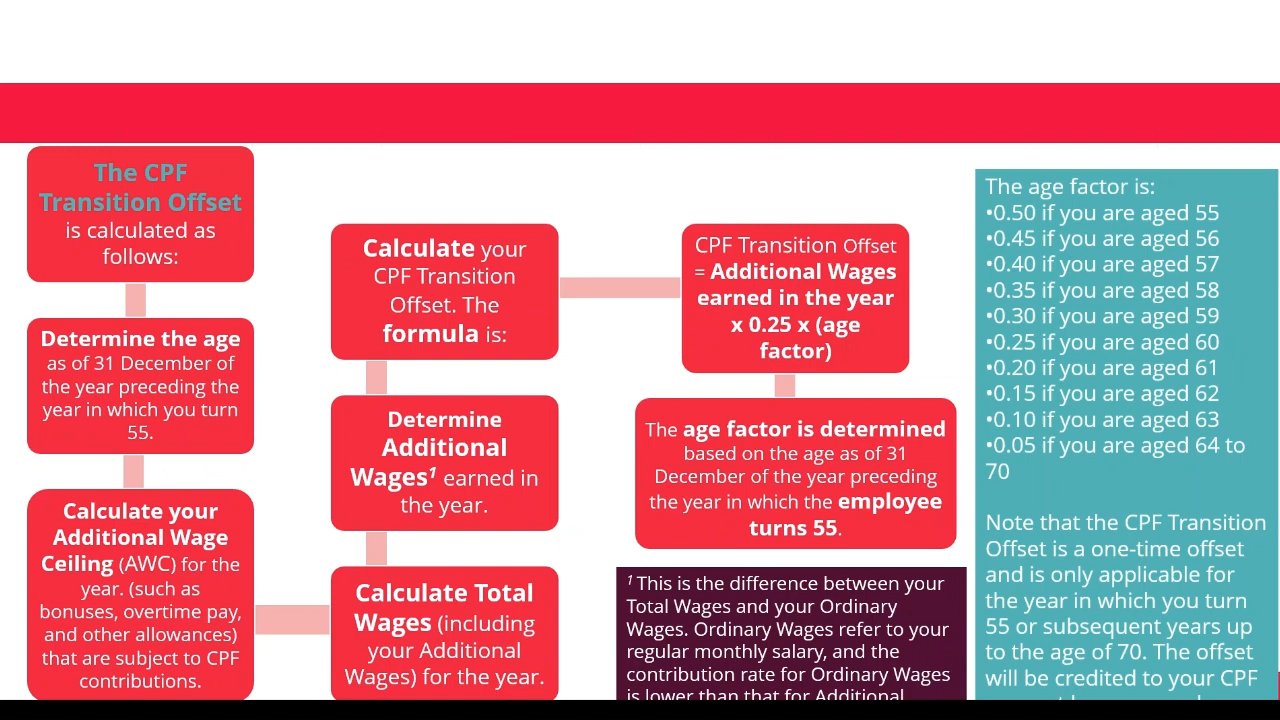 The CPF
Transition Offset
is calculated as
follows:
Determine the age
as of 31 December of
the year preceding the
year in which you turn
55.
Calculate your
Additional Wage
Ceiling (AWC) for the
year. (such as
bonuses, overtime pay,
and other allowances)
that are subject to CPF
contributions.
Calculate Total
Wages (including
your Additional
Wages) for the year.
Determine
Additional
Wages¹ earned in
the year.
Calculate your
CPF Transition
Offset. The
formula is:
CPF Transition Offset
= Additional Wages
earned in the year
x 0.25 x (age
factor)
The age factor is determined
based on the age as of 31
December of the year preceding
the year in which the employee
turns 55.
¹ This is the difference between your
Total Wages and your Ordinary
Wages. Ordinary Wages refer to your
regular monthly salary, and the
contribution rate for Ordinary Wages
is lower than that for Additional
The age factor is:
•0.50 if you are aged 55
•0.45 if you are aged 56
•0.40 if you are aged 57
•0.35 if you are aged 58
•0.30 if you are aged 59
•0.25 if you are aged 60
•0.20 if you are aged 61
•0.15 if you are aged 62
•0.10 if you are aged 63
•0.05 if you are aged 64 to
70
Note that the CPF Transition
Offset is a one-time offset
and is only applicable for
the year in which you turn
55 or subsequent years up
to the age of 70. The offset
will be credited to your CPF